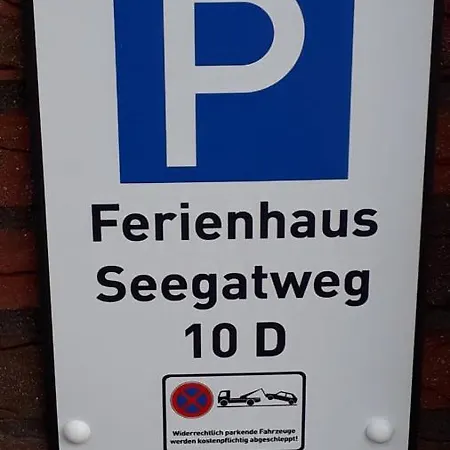 P
Ferienhaus
Seegatweg
10 D
Widerrechtlich parkende Fahrzeuge
werden kostenpflichtig abgeschleppt!